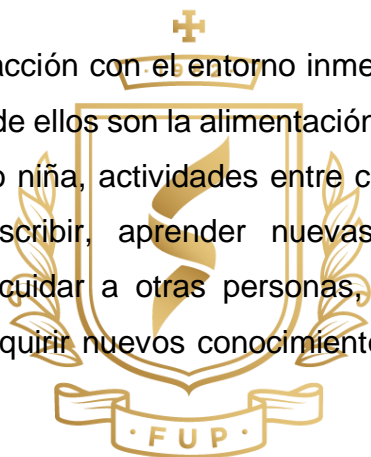 acción con el entorno inme
1982
de ellos son la alimentación
o niña, actividades entre c
scribir, aprender nuevas
cuidar a otras personas,
quirir nuevos conocimiento
· FUP ·